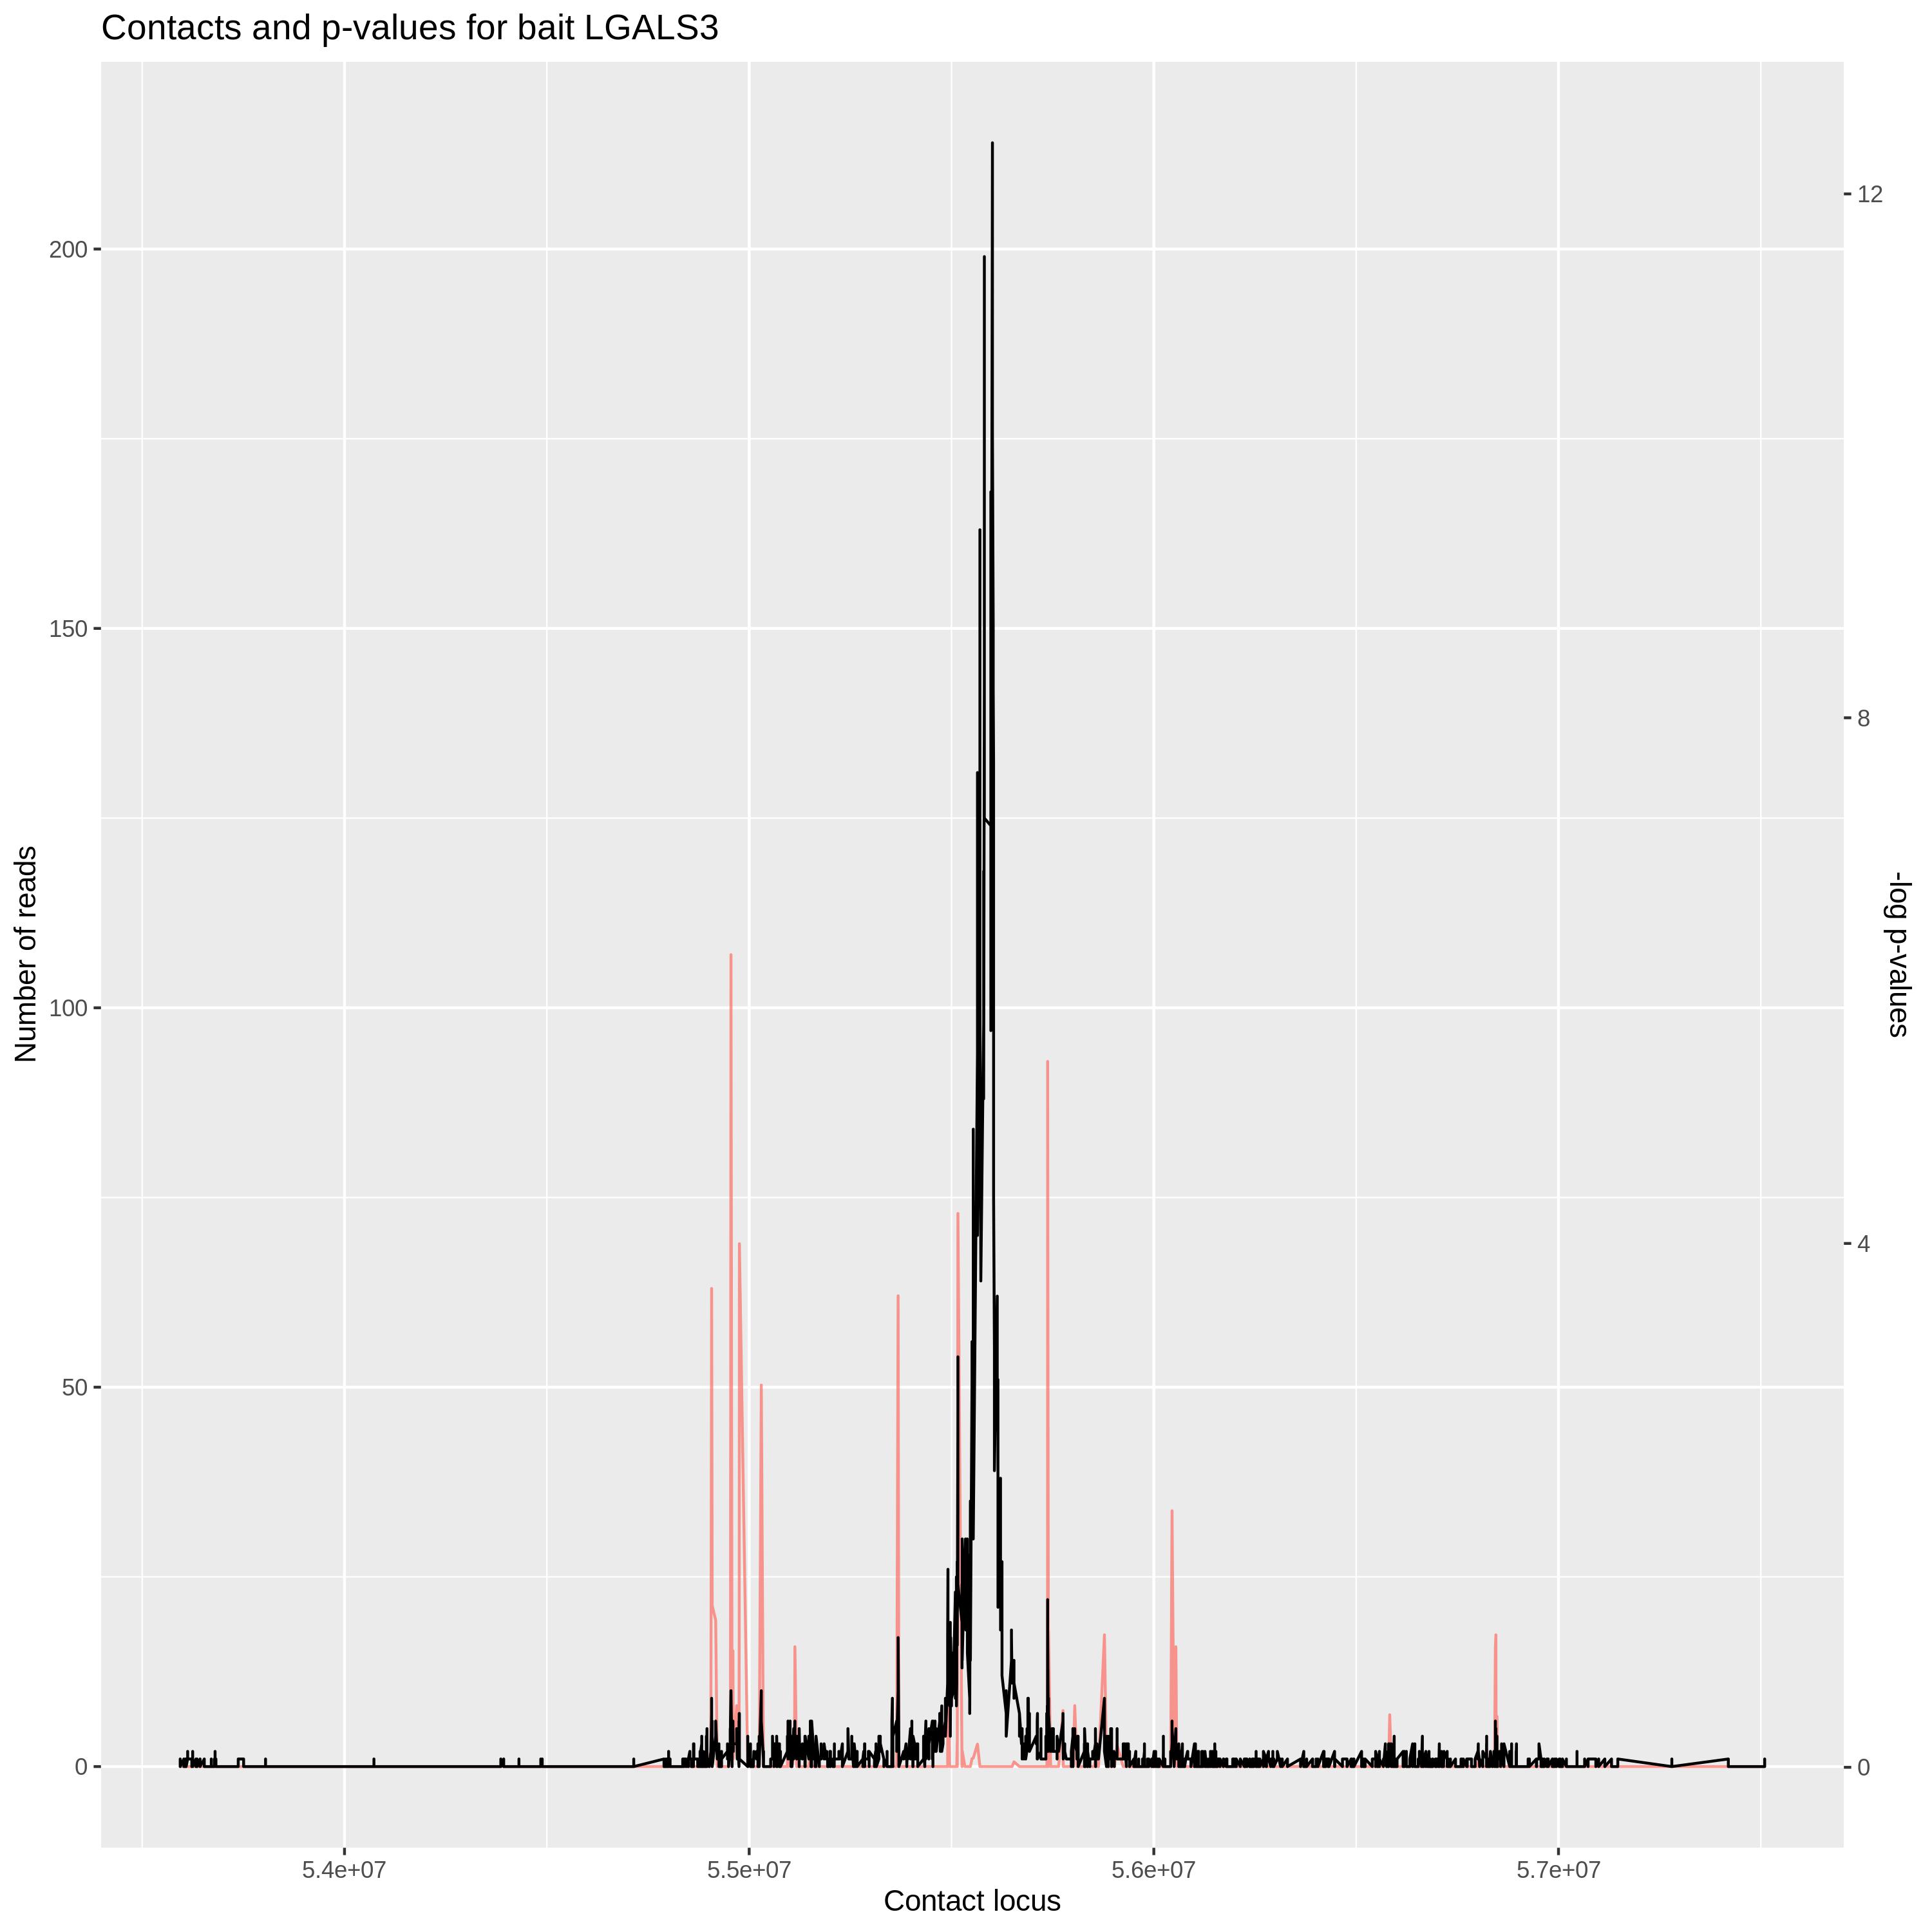 Contacts and p-values for bait LGALS3
200
150
100
50
0
12
8
4
0
Number of reads
-log p-values
5.4e+07 5.5e+07 5.6e+07 5.7e+07
Contact locus